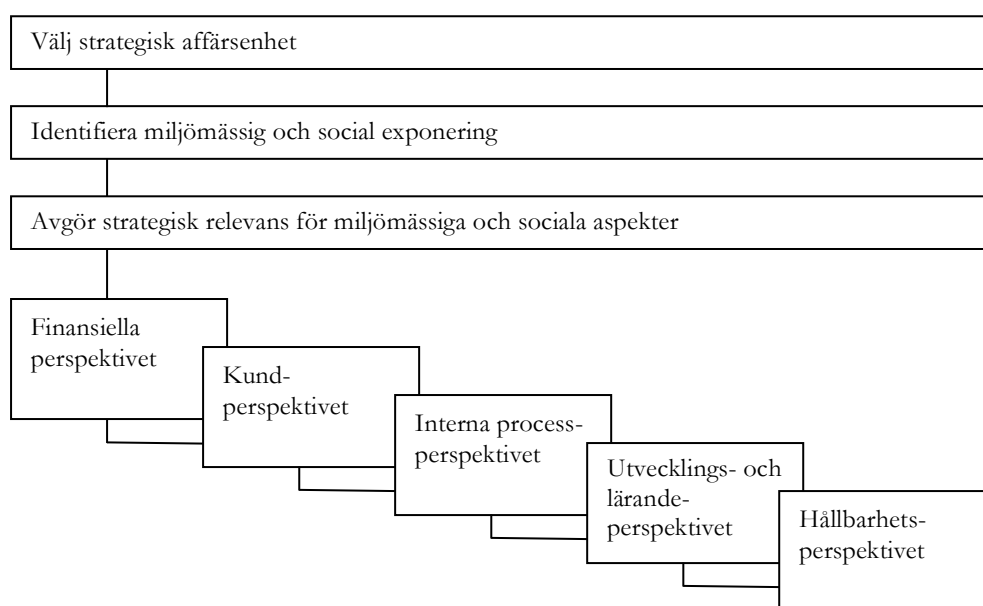 Välj strategisk affärsenhet
Identifiera miljömässig och social exponering
Avgör strategisk relevans för miljömässiga och sociala aspekter
Finansiella
perspektivet
Kund-
perspektivet
Interna process-
perspektivet
Utvecklings- och
lärande-
perspektivet
Hållbarhets-
perspektivet